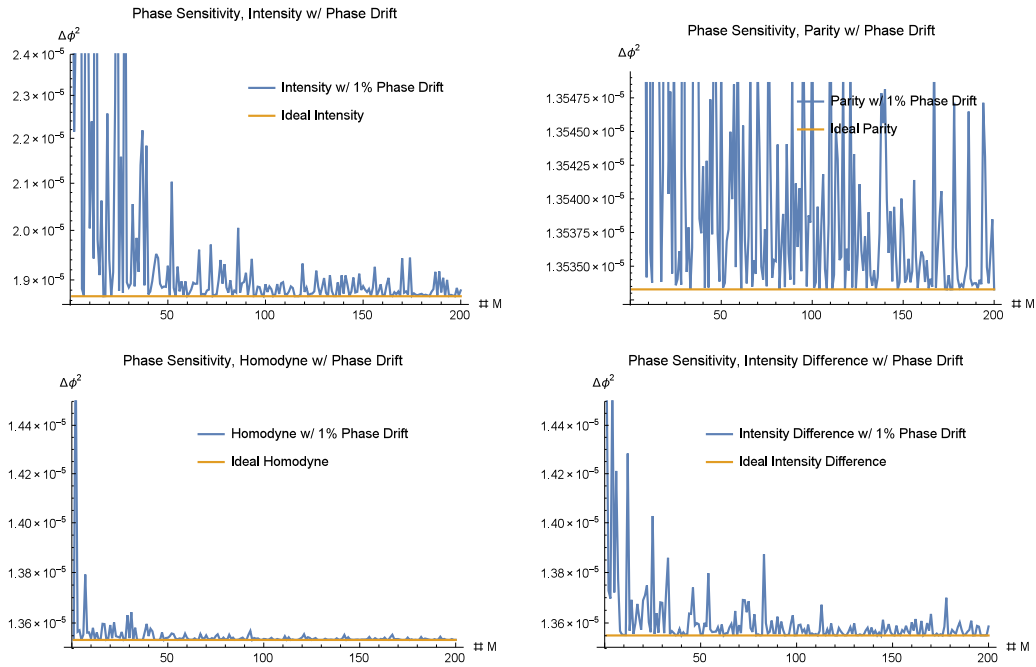 Phase Sensitivity, Intensity w/ Phase Drift
Δϕ²
2.4 × 10⁻⁵
2.3 × 10⁻⁵
2.2 × 10⁻⁵
2.1 × 10⁻⁵
2.0 × 10⁻⁵
1.9 × 10⁻⁵
50
100
150
200
# M
Intensity w/ 1% Phase Drift
Ideal Intensity
Phase Sensitivity, Parity w/ Phase Drift
Δϕ²
1.35475 × 10⁻⁵
1.35450 × 10⁻⁵
1.35425 × 10⁻⁵
1.35400 × 10⁻⁵
1.35375 × 10⁻⁵
1.35350 × 10⁻⁵
50
100
150
200
# M
Parity w/ 1% Phase Drift
Ideal Parity
Phase Sensitivity, Homodyne w/ Phase Drift
Δϕ²
1.44 × 10⁻⁵
1.42 × 10⁻⁵
1.40 × 10⁻⁵
1.38 × 10⁻⁵
1.36 × 10⁻⁵
50
100
150
200
# M
Homodyne w/ 1% Phase Drift
Ideal Homodyne
Phase Sensitivity, Intensity Difference w/ Phase Drift
Δϕ²
1.44 × 10⁻⁵
1.42 × 10⁻⁵
1.40 × 10⁻⁵
1.38 × 10⁻⁵
1.36 × 10⁻⁵
50
100
150
200
# M
Intensity Difference w/ 1% Phase Drift
Ideal Intensity Difference